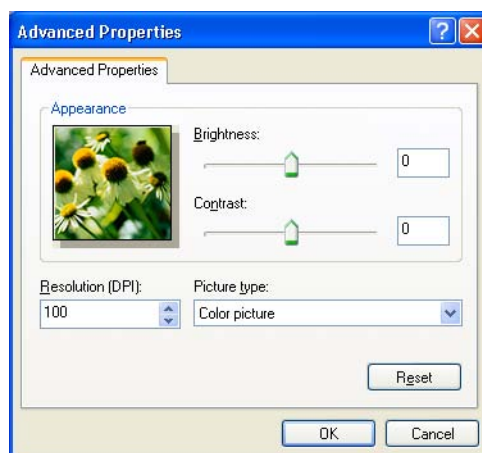 Advanced Properties
Advanced Properties
Appearance
Brightness:
0
Contrast:
0
Resolution (DPI):
Picture type:
100
Color picture
Reset
OK
Cancel